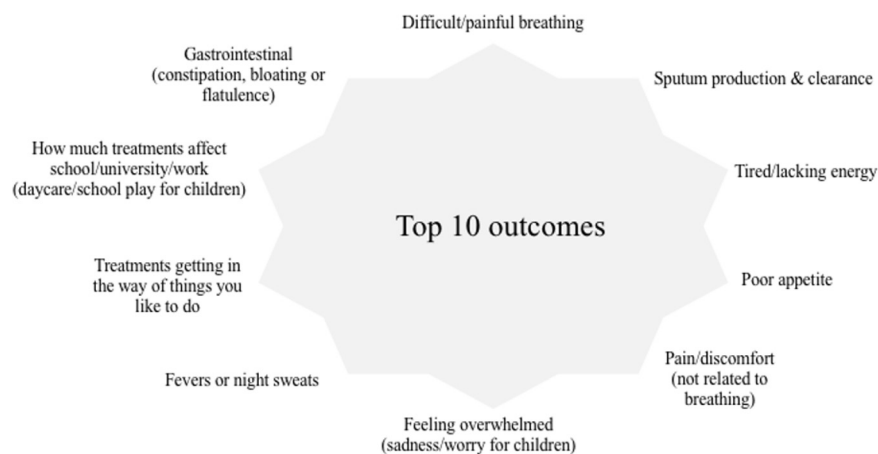 Difficult/painful breathing
Gastrointestinal
(constipation, bloating or
flatulence)
Sputum production & clearance
How much treatments affect
school/university/work
(daycare/school play for children)
Tired/lacking energy
Top 10 outcomes
Treatments getting in
the way of things you
like to do
Poor appetite
Fevers or night sweats
Pain/discomfort
(not related to
breathing)
Feeling overwhelmed
(sadness/worry for children)